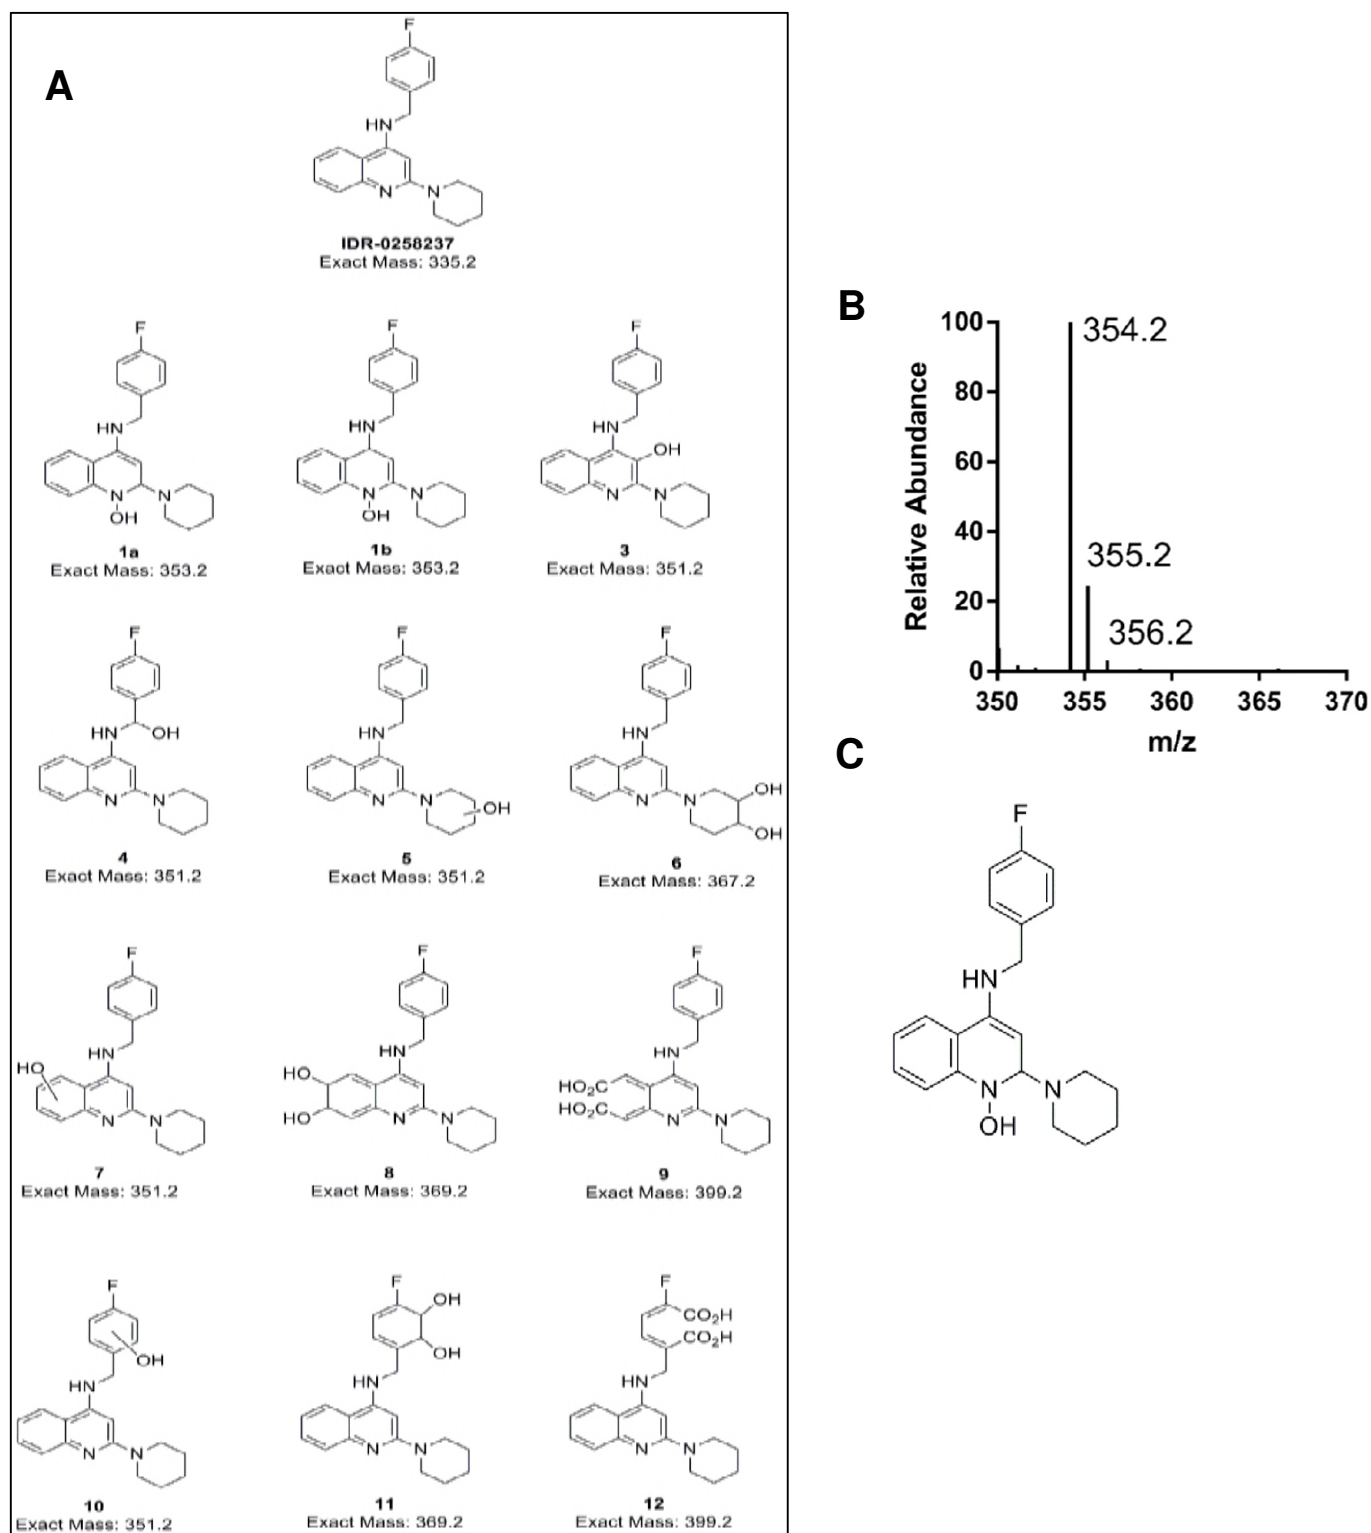 A
F
HN
N
N
IDR-0258237
Exact Mass: 335.2
F
F
F
HN
HN
HN
OH
N
N
N
N
N
N
OH
OH
1a
1b
3
Exact Mass: 353.2
Exact Mass: 353.2
Exact Mass: 351.2
F
F
F
HN
OH
HN
HN
N
N
N
N
OH
N
N
OH
OH
4
5
6
Exact Mass: 351.2
Exact Mass: 351.2
Exact Mass: 367.2
F
F
F
HN
HN
HN
HO
HO
HO₂C
HO
HO₂C
N
N
N
N
N
N
7
8
9
Exact Mass: 351.2
Exact Mass: 369.2
Exact Mass: 399.2
F
F
OH
F
CO₂H
CO₂H
OH
OH
HN
HN
HN
N
N
N
N
N
N
10
11
12
Exact Mass: 351.2
Exact Mass: 369.2
Exact Mass: 399.2
B
Relative Abundance
100
80
60
40
20
0
354.2
355.2
356.2
350 355 360 365 370
m/z
C
F
HN
N
N
OH